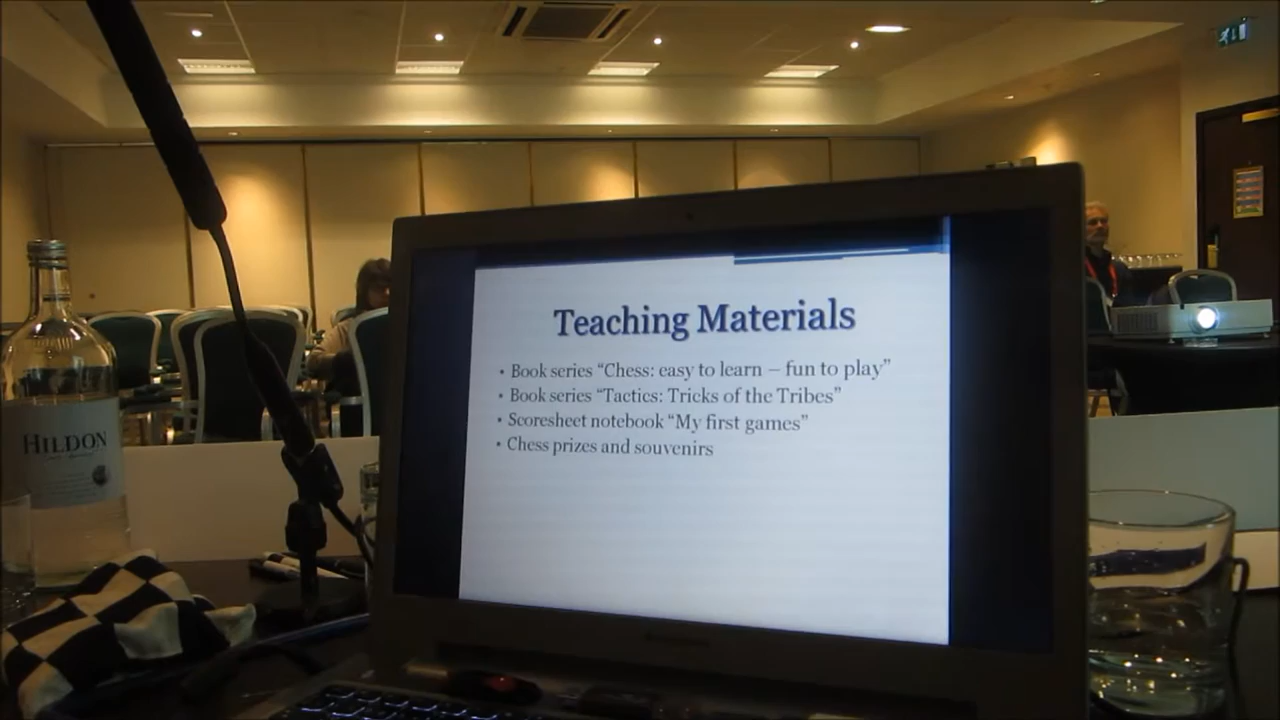 Teaching Materials
• Book series “Chess: easy to learn – fun to play”
• Book series “Tactics: Tricks of the Tribes”
• Scoresheet notebook “My first games”
• Chess prizes and souvenirs
HILDON